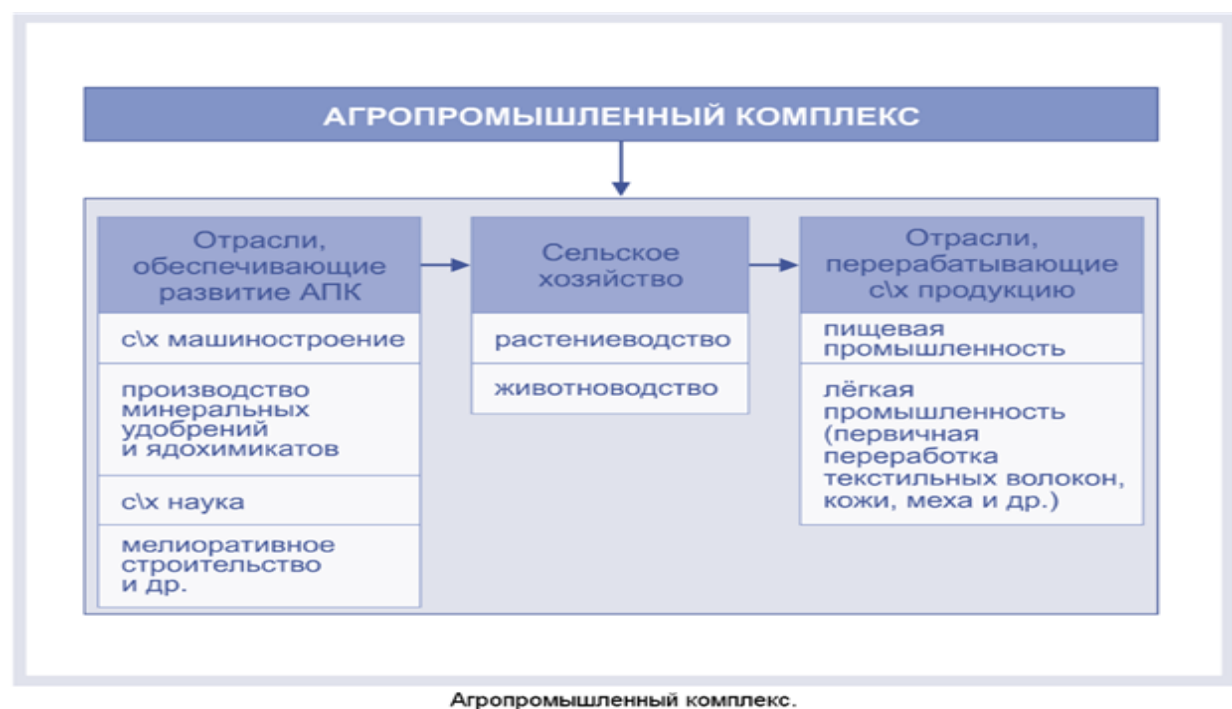 АГРОПРОМЫШЛЕННЫЙ КОМПЛЕКС
Отрасли,
обеспечивающие
развитие АПК
с\х машиностроение
производство
минеральных
удобрений
и ядохимикатов
с\х наука
мелиоративное
строительство
и др.
Сельское
хозяйство
растениеводство
животноводство
Отрасли,
перерабатывающие
с\х продукцию
пищевая
промышленность
лёгкая
промышленность
(первичная
переработка
текстильных волокон,
кожи, меха и др.)
Агропромышленный комплекс.